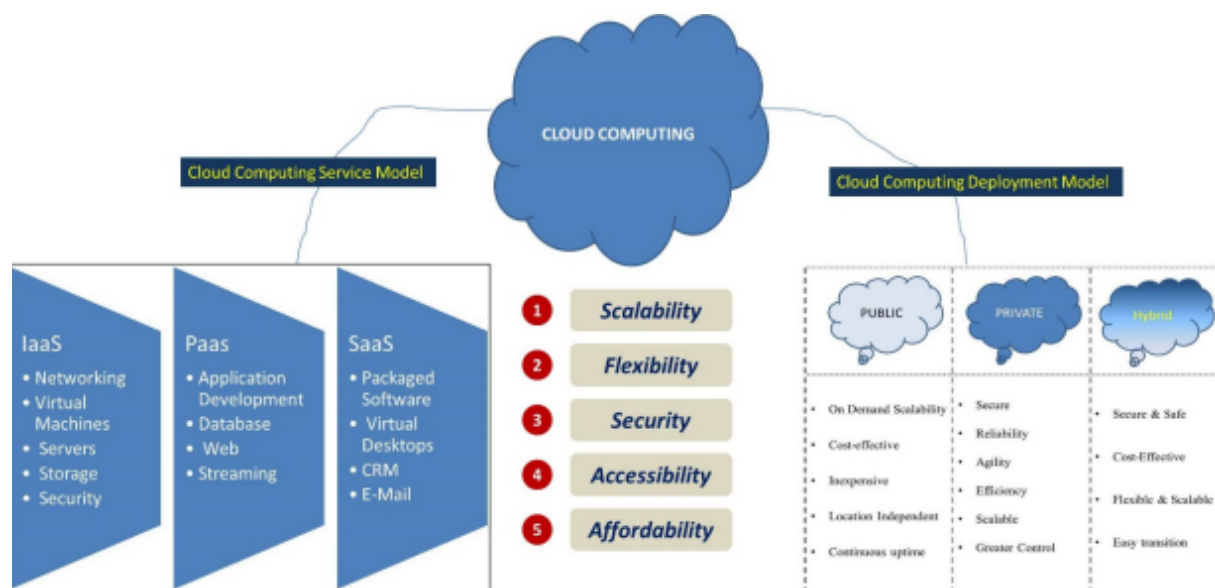 CLOUD COMPUTING
Cloud Computing Service Model
Cloud Computing Deployment Model
IaaS
• Networking
• Virtual
Machines
• Servers
• Storage
• Security
Paas
• Application
Development
• Database
• Web
• Streaming
SaaS
• Packaged
Software
• Virtual
Desktops
• CRM
• E-Mail
1 Scalability
2 Flexibility
3 Security
4 Accessibility
5 Affordability
PUBLIC
• On Demand Scalability
• Cost-effective
• Inexpensive
• Location Independent
• Continuous uptime
PRIVATE
• Secure
• Reliability
• Agility
• Efficiency
• Scalable
• Greater Control
Hybrid
• Secure & Safe
• Cost-Effective
• Flexible & Scalable
• Easy transition